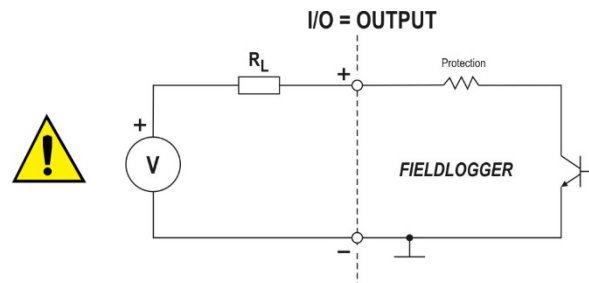 I/O = OUTPUT
RL
+
Protection
+
V
FIELDLOGGER
−
!